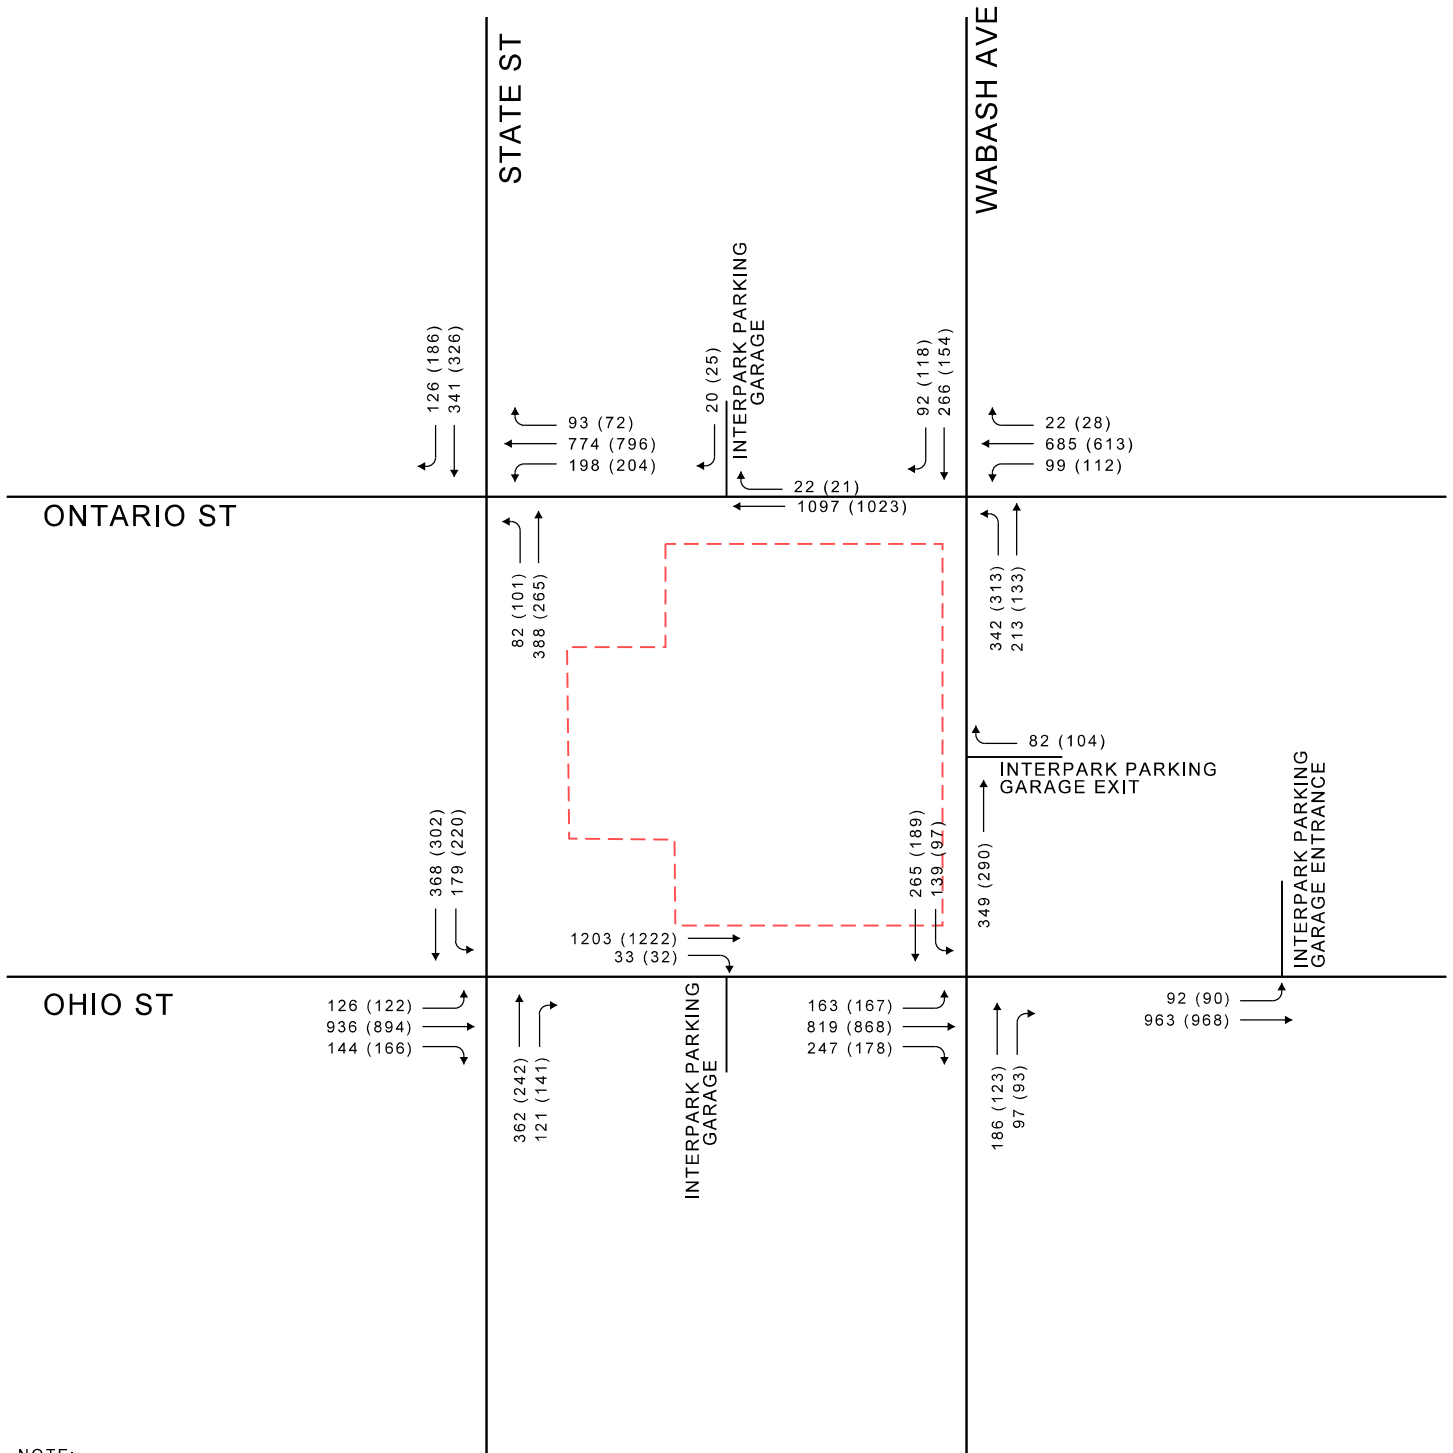 STATE ST
WABASH AVE
126 (186)
341 (326)
93 (72)
774 (796)
198 (204)
20 (25)
INTERPARK PARKING
GARAGE
22 (21)
1097 (1023)
92 (118)
266 (154)
22 (28)
685 (613)
99 (112)
ONTARIO ST
82 (101)
388 (265)
342 (313)
213 (133)
82 (104)
INTERPARK PARKING
GARAGE EXIT
349 (290)
INTERPARK PARKING
GARAGE ENTRANCE
368 (302)
179 (220)
265 (189)
139 (97)
1203 (1222)
33 (32)
OHIO ST
126 (122)
936 (894)
144 (166)
362 (242)
121 (141)
INTERPARK PARKING
GARAGE
163 (167)
819 (868)
247 (178)
186 (123)
97 (93)
92 (90)
963 (968)
NOTE: